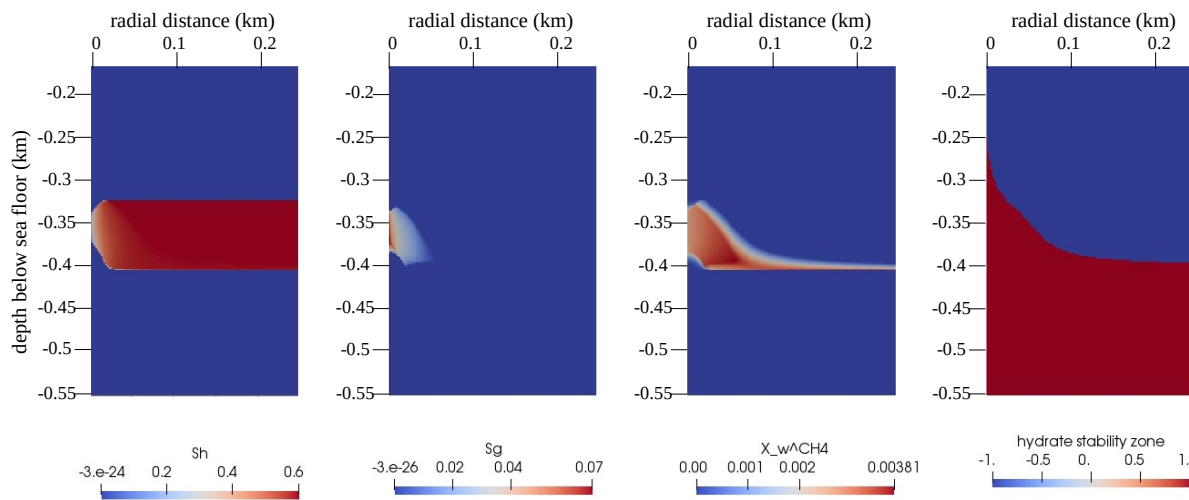 radial distance (km) radial distance (km) radial distance (km) radial distance (km)
0 0.1 0.2 0 0.1 0.2 0 0.1 0.2 0 0.1 0.2
depth below sea floor (km)
-0.2 -0.2 -0.2 -0.2
-0.25 -0.25 -0.25 -0.25
-0.3 -0.3 -0.3 -0.3
-0.35 -0.35 -0.35 -0.35
-0.4 -0.4 -0.4 -0.4
-0.45 -0.45 -0.45 -0.45
-0.5 -0.5 -0.5 -0.5
-0.55 -0.55 -0.55 -0.55
Sh Sg X_w^CH4 hydrate stability zone
-3.e-24 0.2 0.4 0.6 -3.e-26 0.02 0.04 0.07 0.00 0.001 0.002 0.00381 -1. -0.5 0.0 0.5 1.